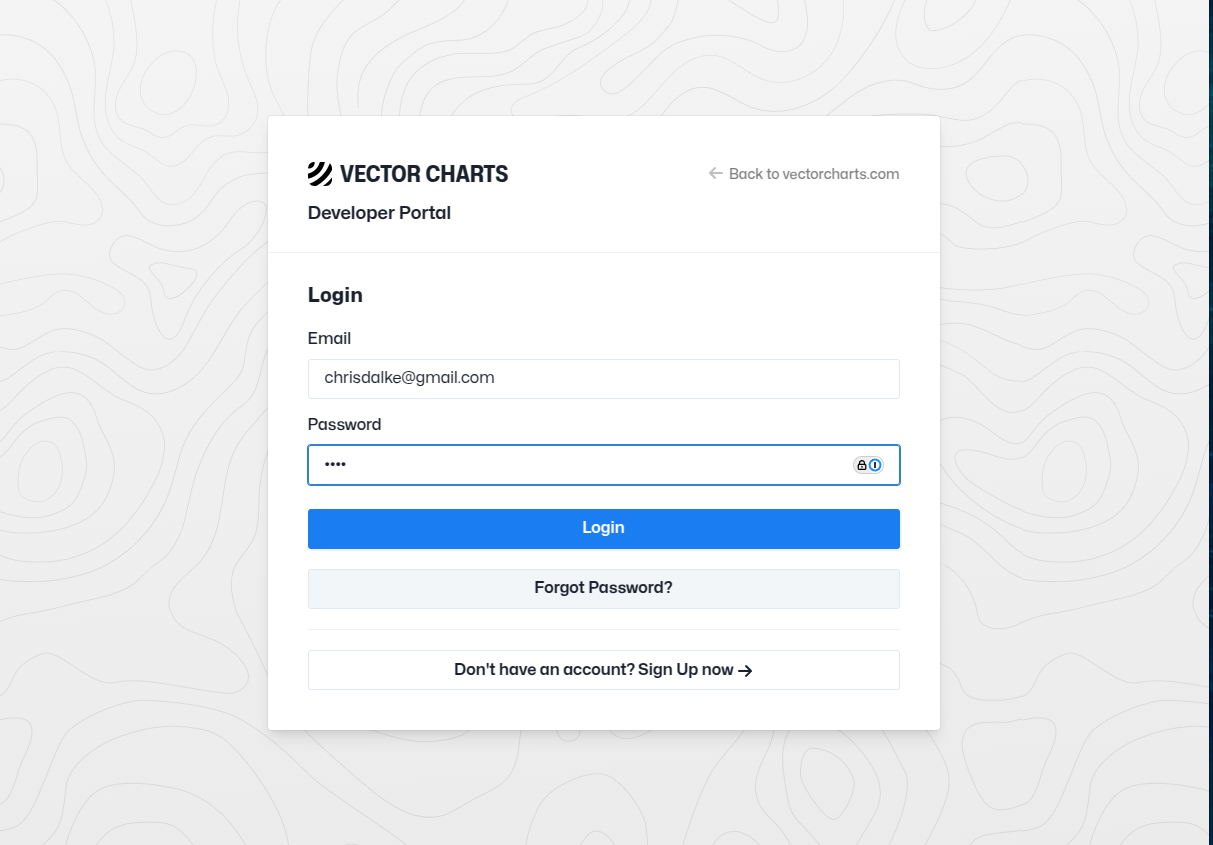 VECTOR CHARTS
← Back to vectorcharts.com
Developer Portal
Login
Email
chrisdalke@gmail.com
Password
••••
Login
Forgot Password?
Don't have an account? Sign Up now →